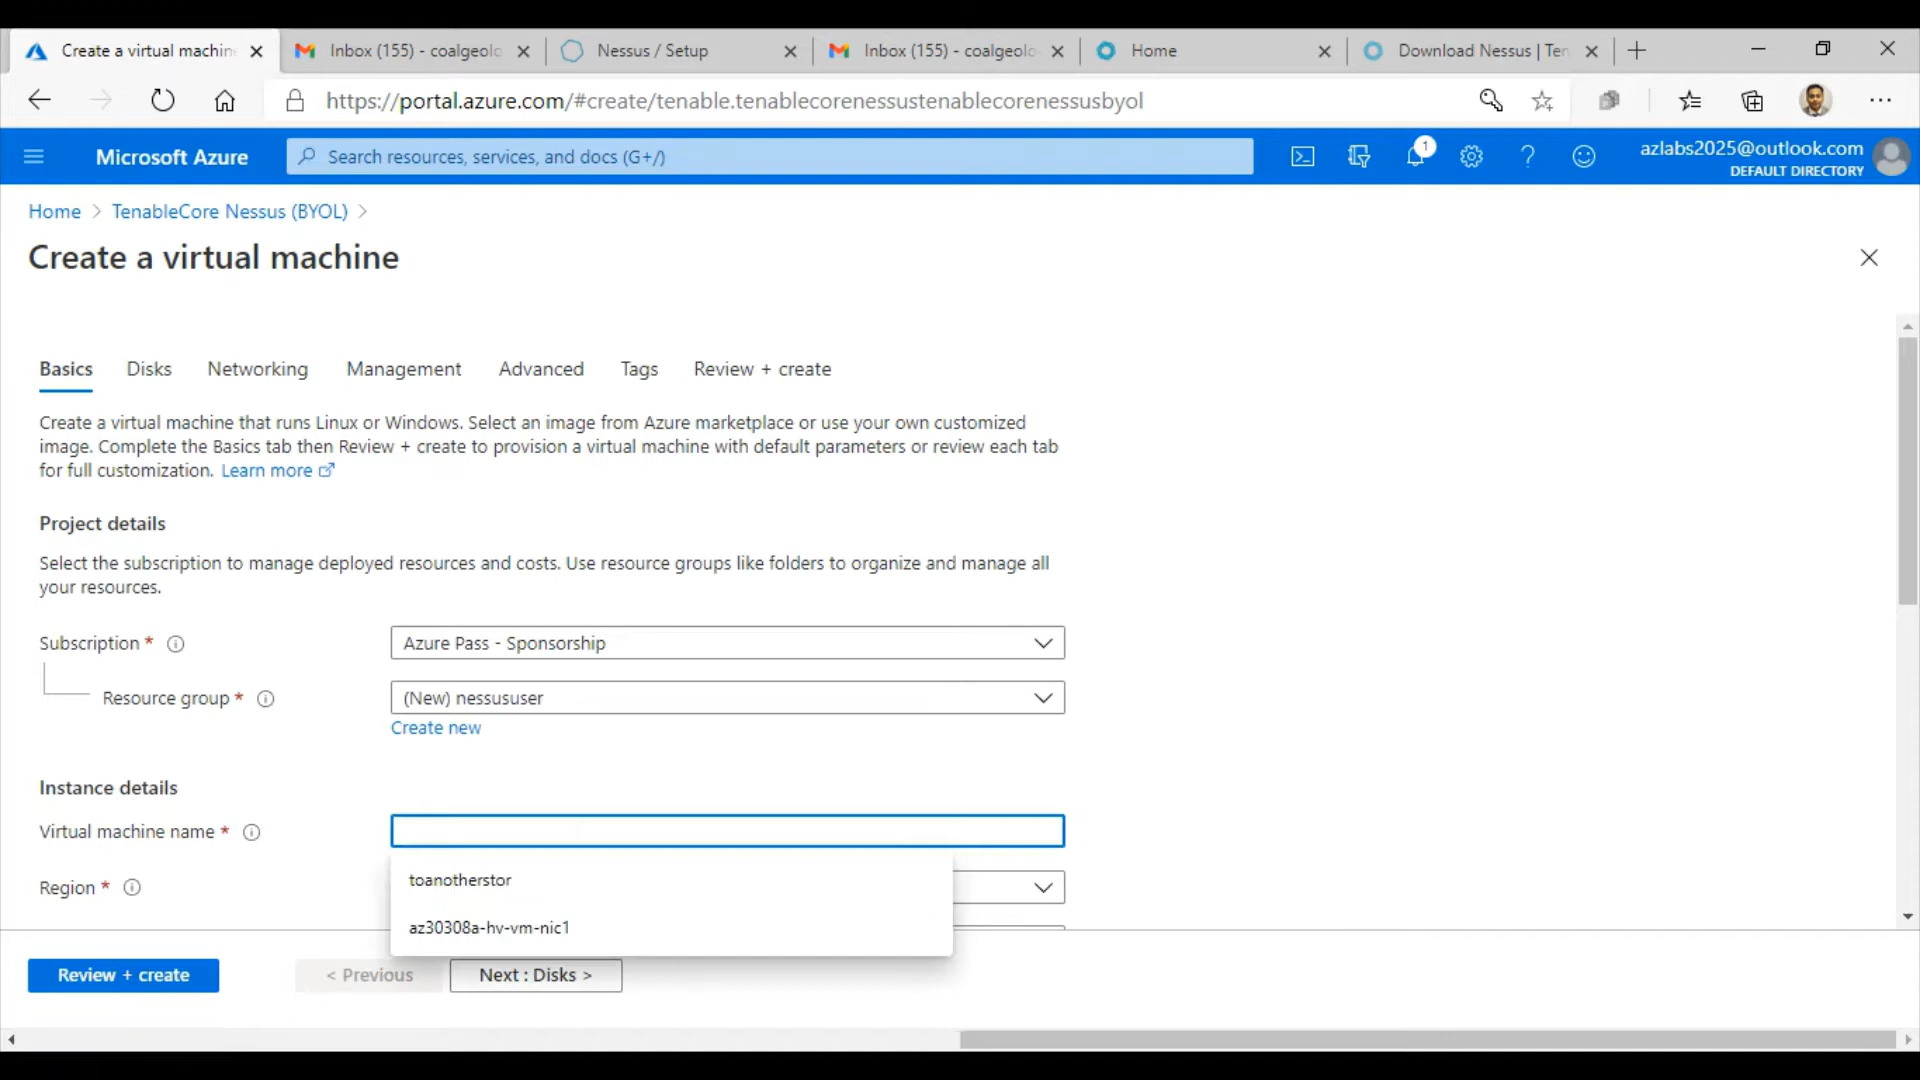 Create a virtual machin
Inbox (155) - coalgeolo
Nessus / Setup
Inbox (155) - coalgeolo
Home
Download Nessus | Ten
https://portal.azure.com/#create/tenable.tenablecorenessustenablecorenessusbyol
Microsoft Azure
Search resources, services, and docs (G+/)
1
azlabs2025@outlook.com
DEFAULT DIRECTORY
Home > TenableCore Nessus (BYOL) >
Create a virtual machine
Basics
Disks
Networking
Management
Advanced
Tags
Review + create
Create a virtual machine that runs Linux or Windows. Select an image from Azure marketplace or use your own customized
image. Complete the Basics tab then Review + create to provision a virtual machine with default parameters or review each tab
for full customization. Learn more
Project details
Select the subscription to manage deployed resources and costs. Use resource groups like folders to organize and manage all
your resources.
Subscription *
Azure Pass - Sponsorship
Resource group *
(New) nessususer
Create new
Instance details
Virtual machine name *
toanotherstor
Region *
az30308a-hv-vm-nic1
Review + create
< Previous
Next : Disks >